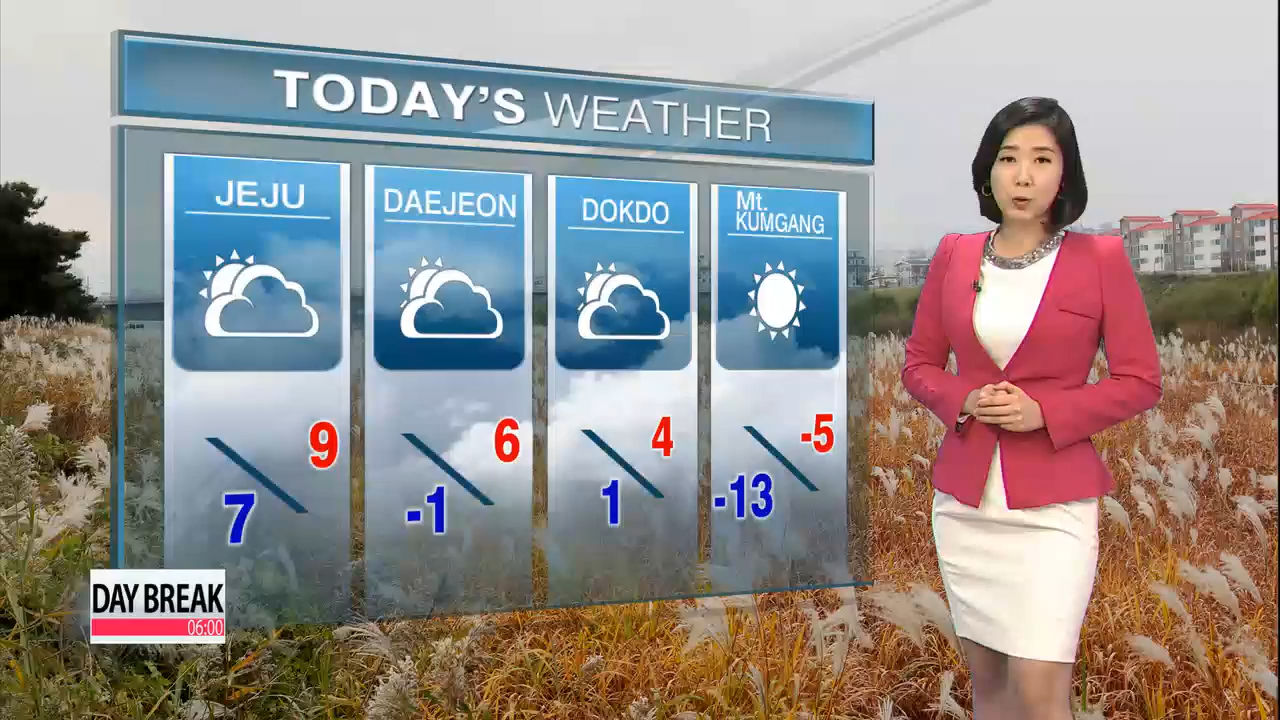 TODAY'S WEATHER
JEJU
DAEJEON
DOKDO
Mt.
KUMGANG
9
7
6
-1
4
1
-5
-13
DAY BREAK
06:00